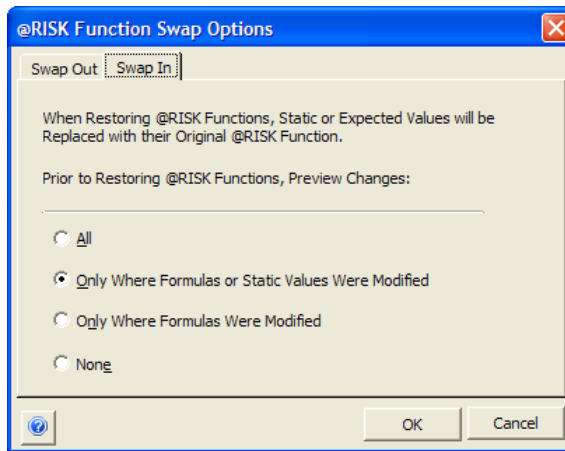 @RISK Function Swap Options
Swap Out Swap In
When Restoring @RISK Functions, Static or Expected Values will be
Replaced with their Original @RISK Function.
Prior to Restoring @RISK Functions, Preview Changes:
All
Only Where Formulas or Static Values Were Modified
Only Where Formulas Were Modified
None
? OK Cancel